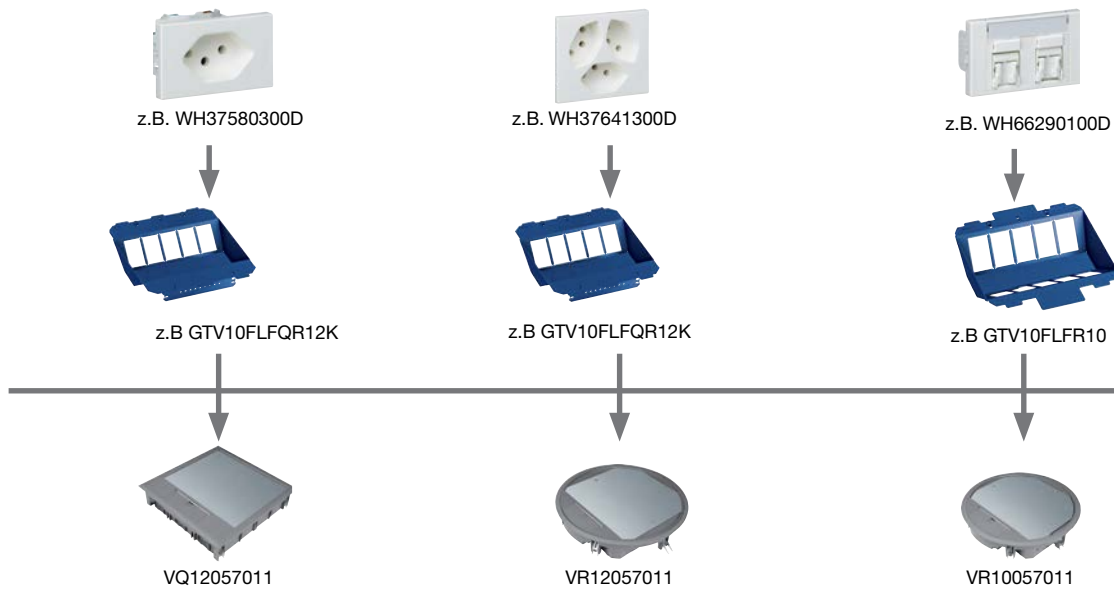 z.B. WH37580300D
z.B. WH37641300D
z.B. WH66290100D
z.B GTV10FLFQR12K
z.B GTV10FLFQR12K
z.B GTV10FLFR10
VQ12057011
VR12057011
VR10057011